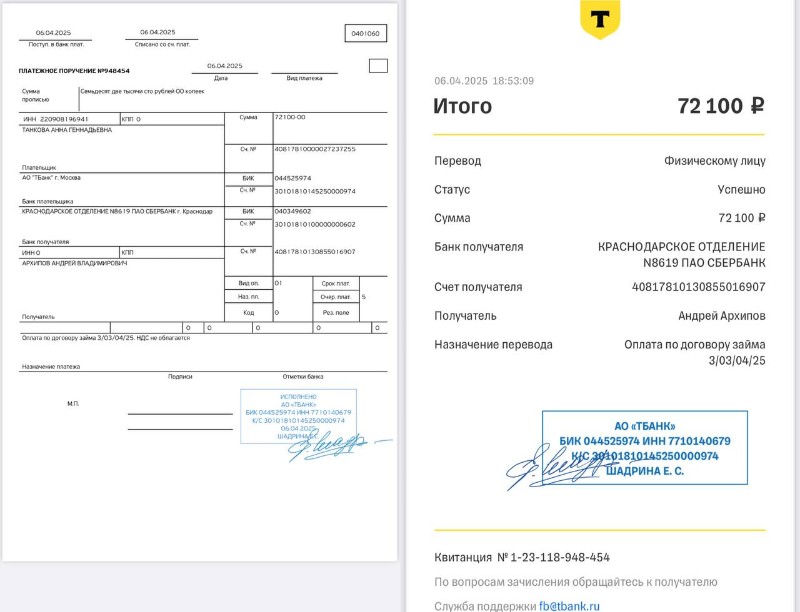 06.04.2025
Поступ. в банк плат.
06.04.2025
Списано со сч. плат.
0401060
ПЛАТЕЖНОЕ ПОРУЧЕНИЕ №948454
06.04.2025
Дата
Вид платежа
Сумма прописью
Семьдесят две тысячи сто рублей 00 копеек
ИНН 220908196941
КПП 0
Сумма
72100-00
ТАНКОВА АННА ГЕННАДЬЕВНА
Сч. №
40817810000027237255
Плательщик
АО "ТБанк" г. Москва
БИК
044525974
Сч. №
30101810145250000974
Банк плательщика
КРАСНОДАРСКОЕ ОТДЕЛЕНИЕ N8619 ПАО СБЕРБАНК г. Краснодар
БИК
040349602
Сч. №
30101810100000000602
Банк получателя
ИНН 0
КПП
Сч. №
40817810130855016907
АРХИПОВ АНДРЕЙ ВЛАДИМИРОВИЧ
Вид оп.
01
Срок плат.
Наз. пл.
Очер. плат.
5
Получатель
Код
0
Рез. поле
0
0
0
0
0
Оплата по договору займа 3/03/04/25. НДС не облагается
Назначение платежа
Подписи
Отметки банка
М.П.
ИСПОЛНЕНО
АО «ТБАНК»
БИК 044525974 ИНН 7710140679
К/С 30101810145250000974
06.04.2025
ШАДРИНА Е.С.
Т
06.04.2025 18:53:09
Итого
72 100 ₽
Перевод
Физическому лицу
Статус
Успешно
Сумма
72 100 ₽
Банк получателя
КРАСНОДАРСКОЕ ОТДЕЛЕНИЕ
N8619 ПАО СБЕРБАНК
Счет получателя
40817810130855016907
Получатель
Андрей Архипов
Назначение перевода
Оплата по договору займа
3/03/04/25
АО «ТБАНК»
БИК 044525974 ИНН 7710140679
К/С 30101810145250000974
ШАДРИНА Е. С.
Квитанция № 1-23-118-948-454
По вопросам зачисления обращайтесь к получателю
Служба поддержки fb@tbank.ru